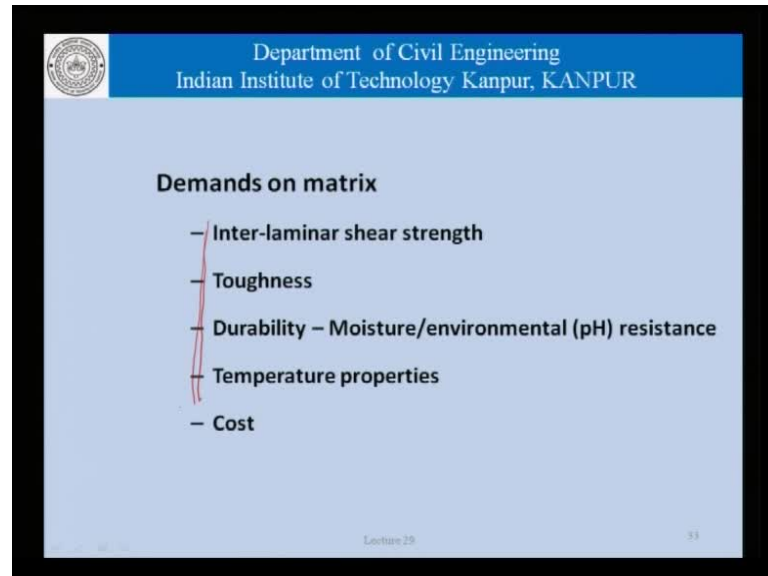 Department of Civil Engineering
Indian Institute of Technology Kanpur, KANPUR
Demands on matrix
– Inter-laminar shear strength
– Toughness
– Durability – Moisture/environmental (pH) resistance
– Temperature properties
– Cost
Lecture 29